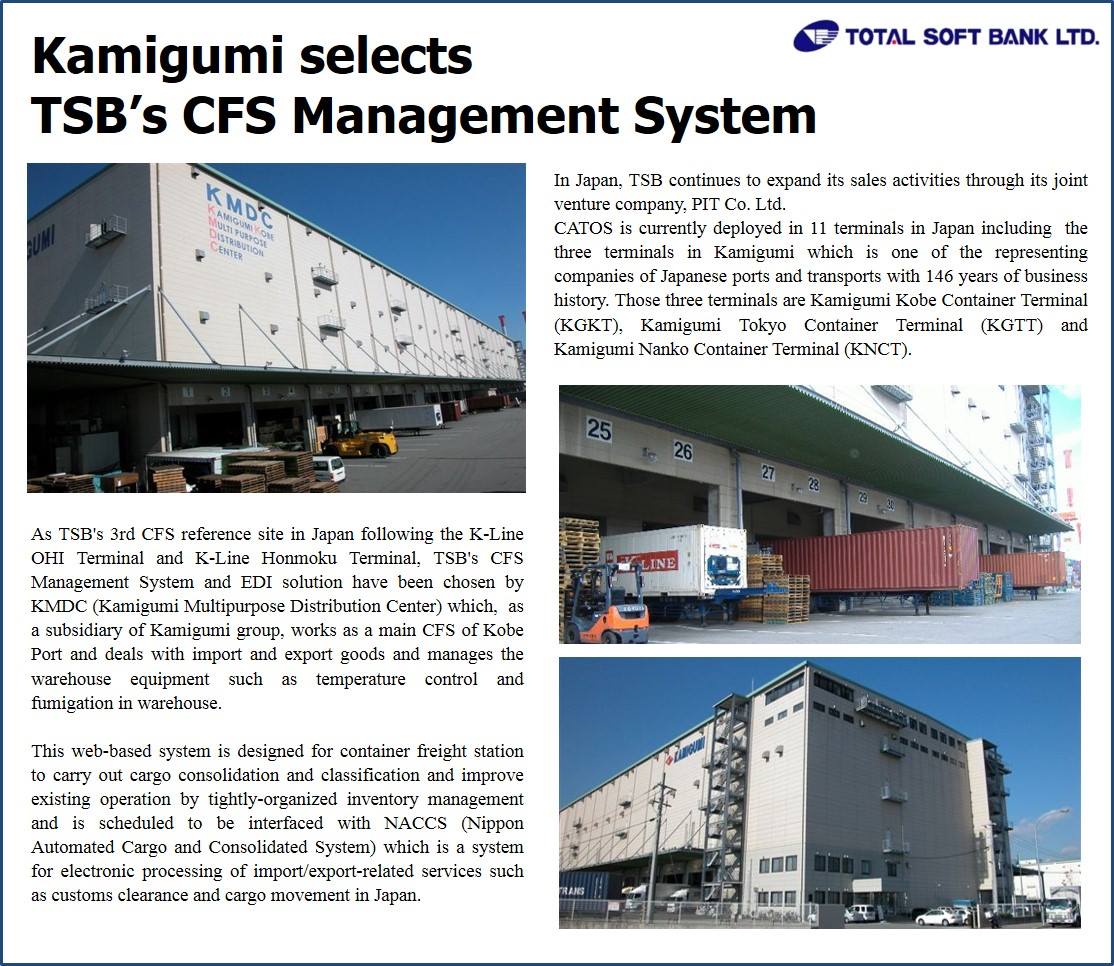 Kamigumi selects
TSB’s CFS Management System
TOTAL SOFT BANK LTD.
GUMI
KMDC
KAMIGUMI KOBE
MULTI PURPOSE
DISTRIBUTION
CENTER
1
2
3
4
As TSB's 3rd CFS reference site in Japan following the K-Line
OHI Terminal and K-Line Honmoku Terminal, TSB's CFS
Management System and EDI solution have been chosen by
KMDC (Kamigumi Multipurpose Distribution Center) which, as
a subsidiary of Kamigumi group, works as a main CFS of Kobe
Port and deals with import and export goods and manages the
warehouse equipment such as temperature control and
fumigation in warehouse.
This web-based system is designed for container freight station
to carry out cargo consolidation and classification and improve
existing operation by tightly-organized inventory management
and is scheduled to be interfaced with NACCS (Nippon
Automated Cargo and Consolidated System) which is a system
for electronic processing of import/export-related services such
as customs clearance and cargo movement in Japan.
In Japan, TSB continues to expand its sales activities through its joint
venture company, PIT Co. Ltd.
CATOS is currently deployed in 11 terminals in Japan including the
three terminals in Kamigumi which is one of the representing
companies of Japanese ports and transports with 146 years of business
history. Those three terminals are Kamigumi Kobe Container Terminal
(KGKT), Kamigumi Tokyo Container Terminal (KGTT) and
Kamigumi Nanko Container Terminal (KNCT).
25
26
27
28
29
30
K LINE
KAMIGUMI
TRANS